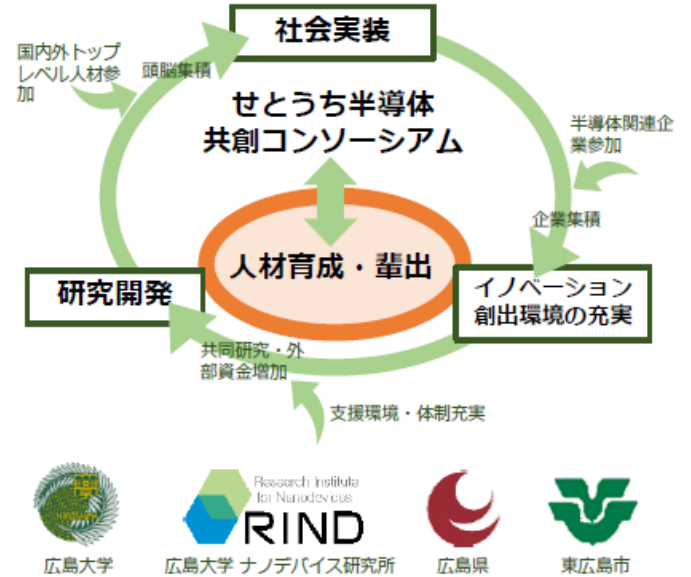 社会実装
国内外トップ
レベル人材参
加
頭脳集積
せとうち半導体
共創コンソーシアム
半導体関連企
業参加
企業集積
人材育成・輩出
研究開発
イノベーション
創出環境の充実
共同研究・外
部資金増加
支援環境・体制充実
Research Institute
for Nanodevices
RIND
広島大学
広島大学 ナノデバイス研究所
広島県
東広島市